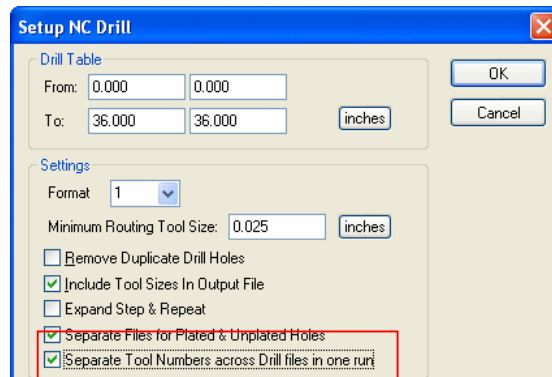 Setup NC Drill
Drill Table
From: 0.000 0.000
To: 36.000 36.000 inches
OK
Cancel
Settings
Format 1
Minimum Routing Tool Size: 0.025 inches
Remove Duplicate Drill Holes
Include Tool Sizes In Output File
Expand Step & Repeat
Separate Files for Plated & Unplated Holes
Separate Tool Numbers across Drill files in one run